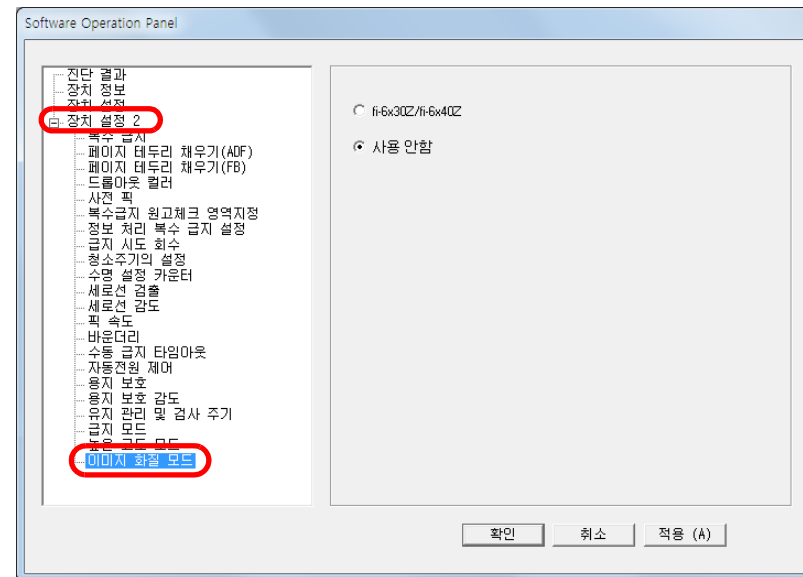 Software Operation Panel
진단 결과
장치 정보
장치 설정
장치 설정 2
복수 급지
페이지 테두리 채우기(ADF)
페이지 테두리 채우기(FB)
드롭아웃 컬러
사전 픽
복수급지 원고체크 영역지정
정보 처리 복수 급지 설정
급지 시도 회수
청소주기의 설정
수명 설정 카운터
세로선 검출
세로선 감도
픽 속도
바운더리
수동 급지 타임아웃
자동전원 제어
용지 보호
용지 보호 감도
유지 관리 및 검사 주기
급지 모드
높은 고도 모드
이미지 화질 모드
fi-6x30Z/fi-6x40Z
사용 안함
확인 취소 적용 (A)